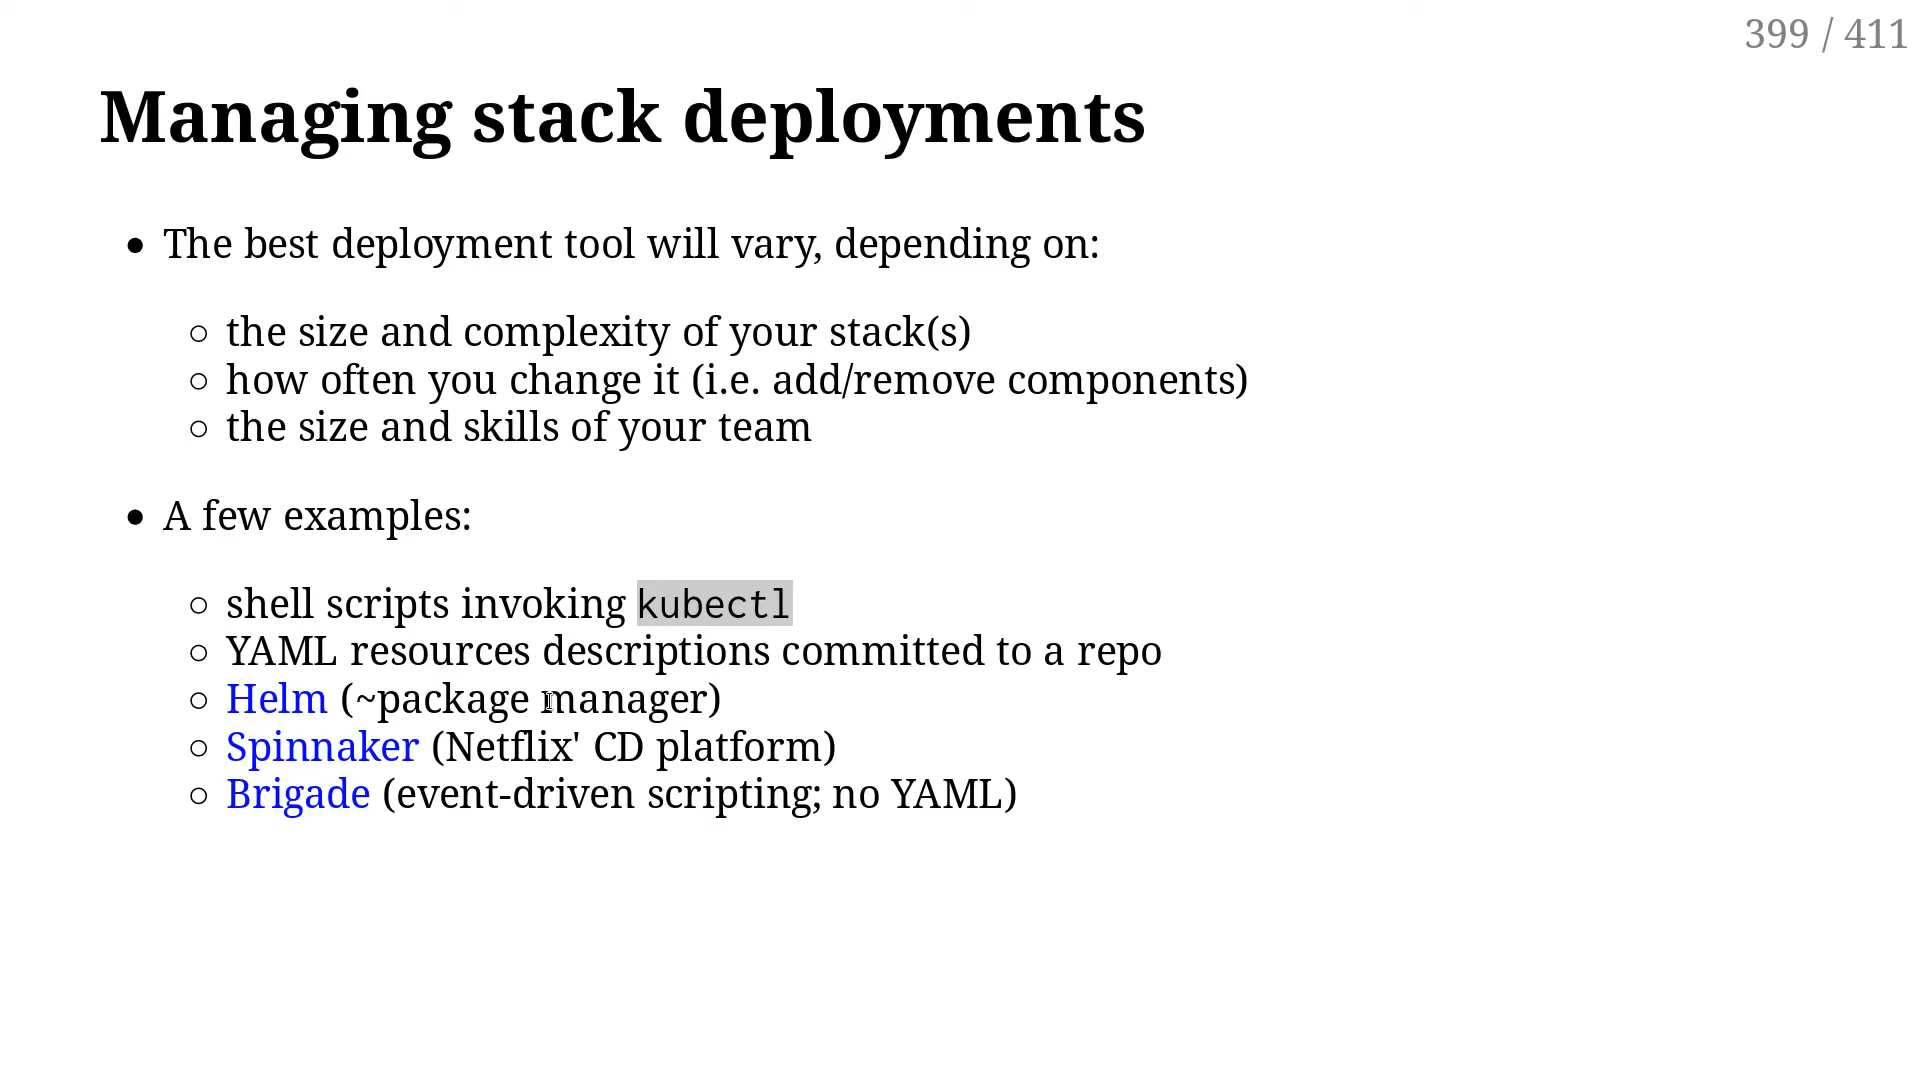 399 / 411
Managing stack deployments
The best deployment tool will vary, depending on:
the size and complexity of your stack(s)
how often you change it (i.e. add/remove components)
the size and skills of your team
A few examples:
shell scripts invoking kubectl
YAML resources descriptions committed to a repo
Helm (~package manager)
Spinnaker (Netflix' CD platform)
Brigade (event-driven scripting; no YAML)